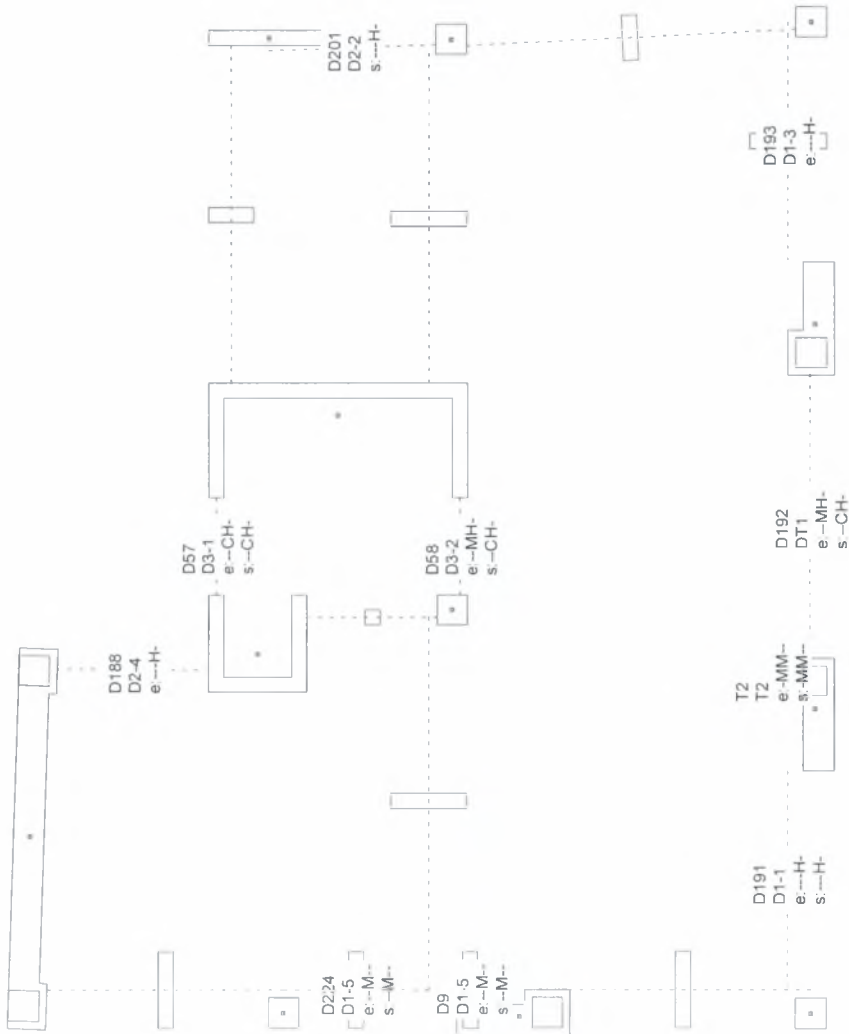 D201
D2-2
s:---H-
D193
D1-3
e:---H-
D57
D3-1
e:--CH-
s:--CH-
D58
D3-2
e:--MH-
s:--CH-
D192
DT1
e:--MH-
s:--CH-
D188
D2-4
e:---H-
T2
T2
e:-MM--
s:-MM--
D191
D1-1
e:---H-
s:---H-
D224
D1-5
e:--M--
s:--M--
D9
D1-5
e:--M--
s:--M--